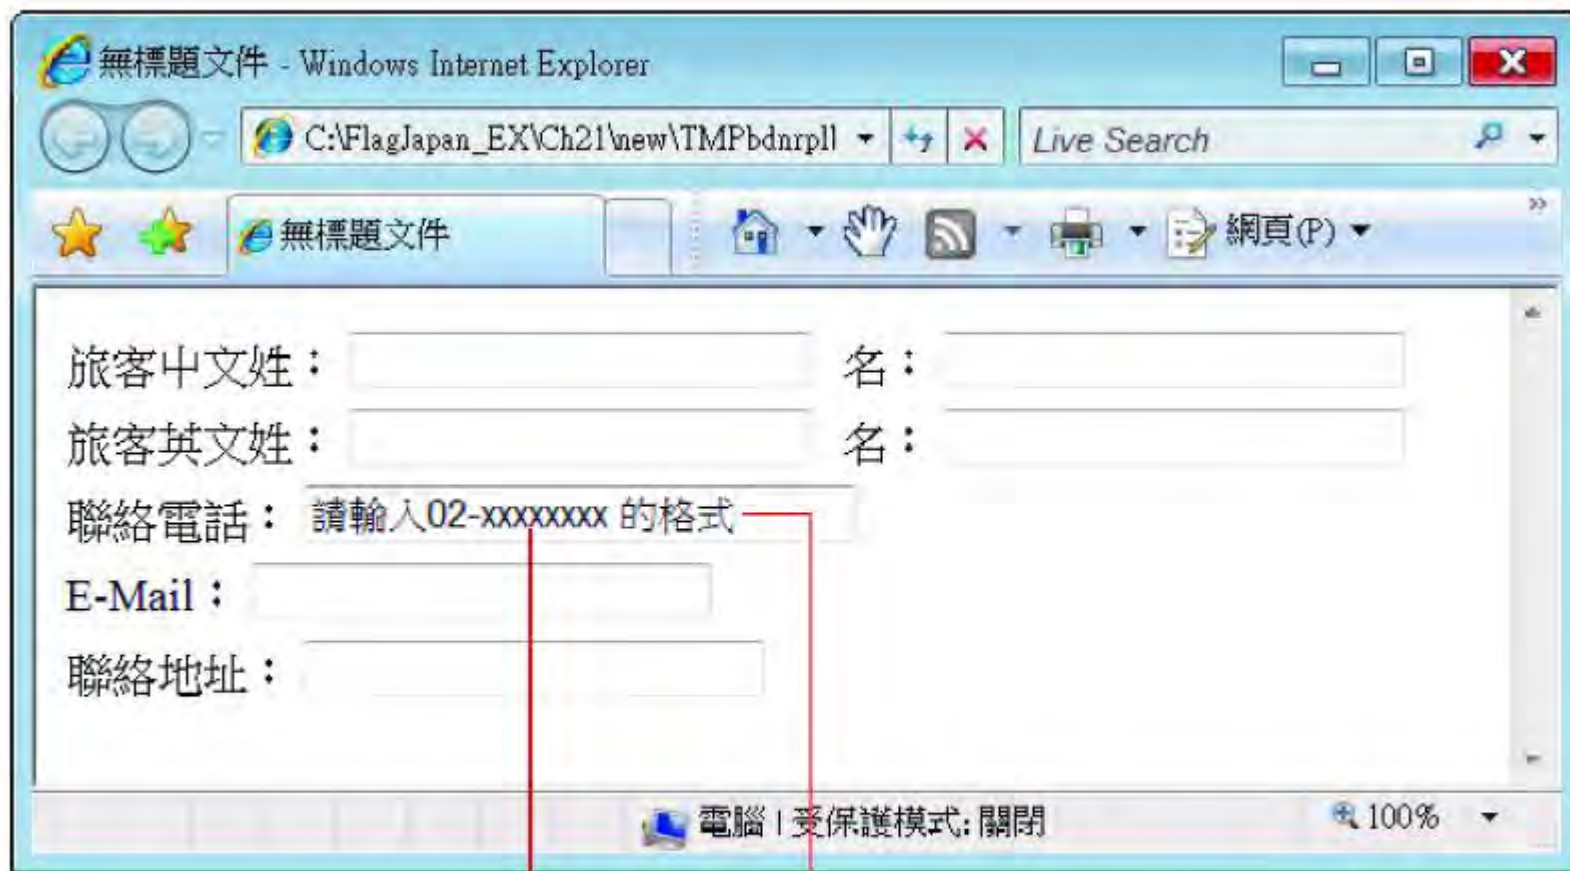 無標題文件 - Windows Internet Explorer
C:\FlagJapan_EX\Ch21\new\TMPbdnrpll
Live Search
無標題文件
網頁(P)
旅客中文姓： 名：
旅客英文姓： 名：
聯絡電話： 請輸入02-xxxxxxxx 的格式
E-Mail：
聯絡地址：
電腦 | 受保護模式: 關閉 100%